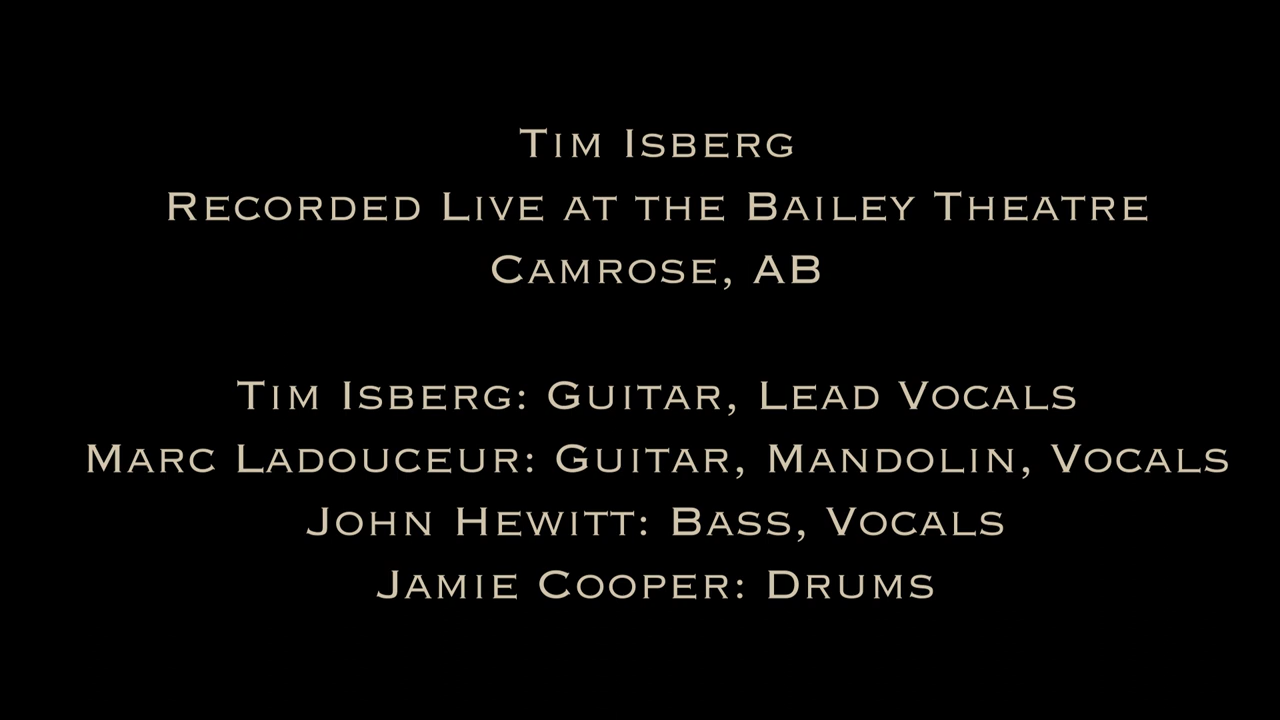 Tim Isberg
Recorded Live at the Bailey Theatre
Camrose, AB
Tim Isberg: Guitar, Lead Vocals
Marc Ladouceur: Guitar, Mandolin, Vocals
John Hewitt: Bass, Vocals
Jamie Cooper: Drums